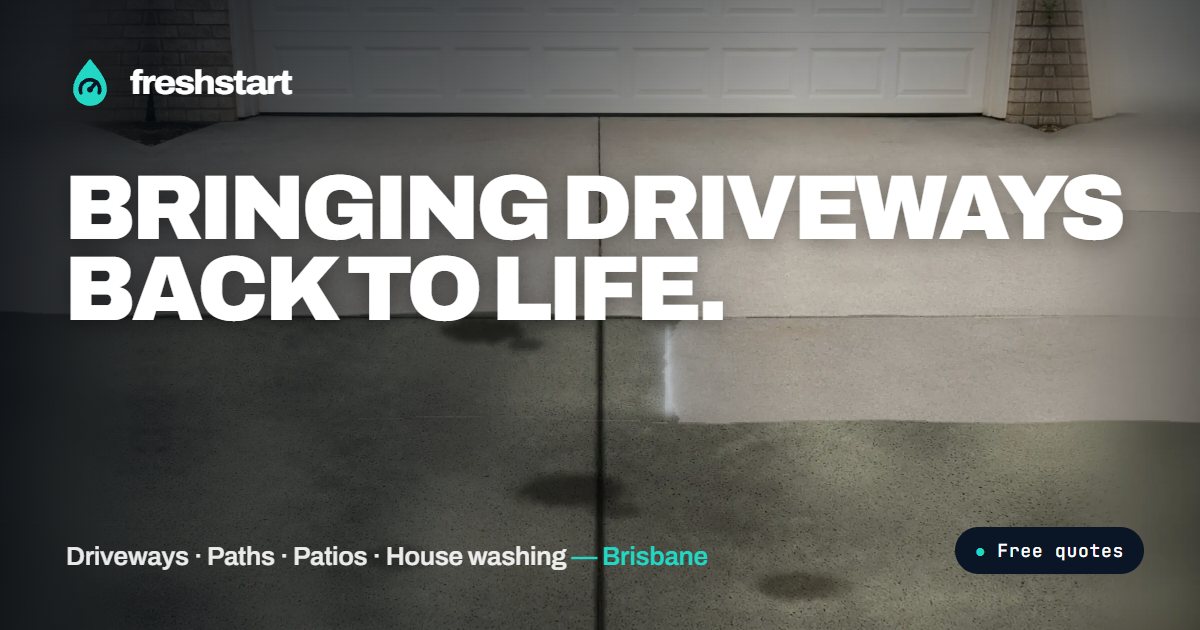 freshstart
BRINGING DRIVEWAYS
BACK TO LIFE.
Driveways · Paths · Patios · House washing — Brisbane
Free quotes